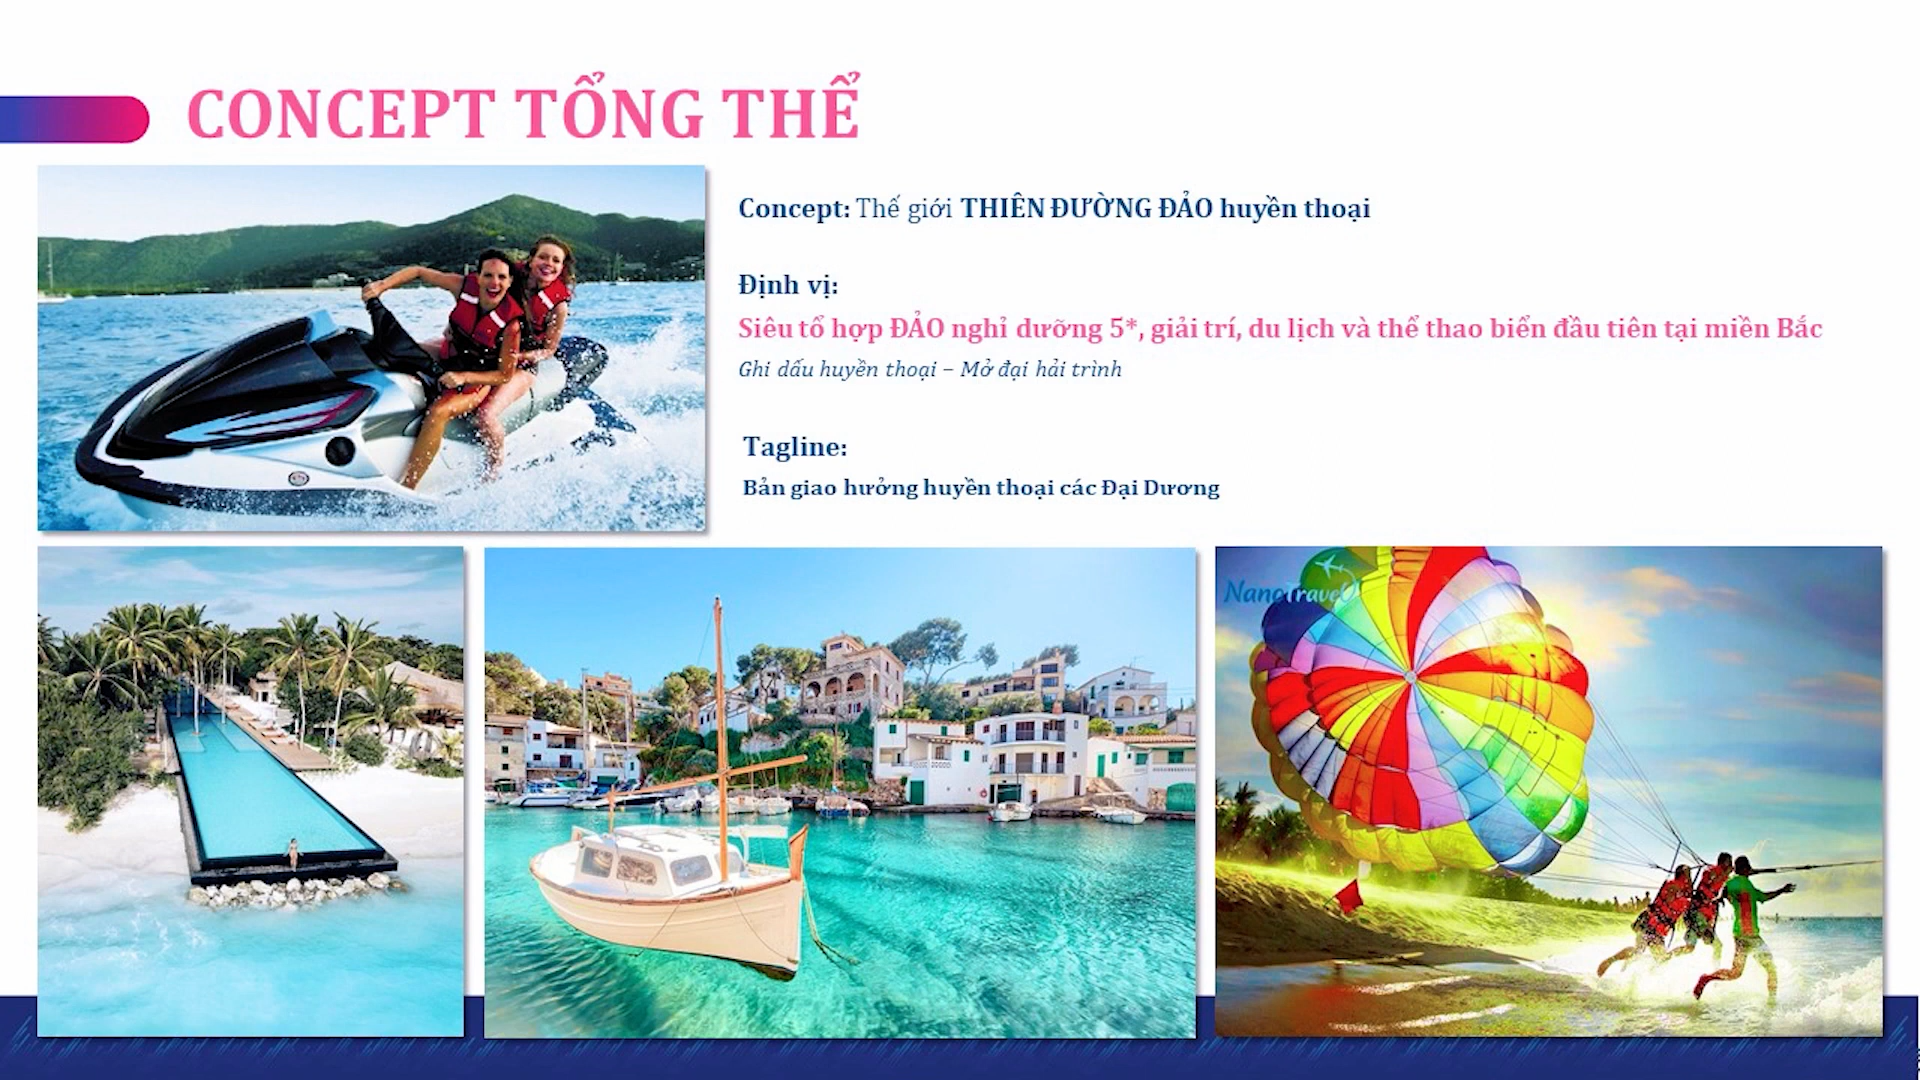 CONCEPT TỔNG THỂ
Concept: Thế giới THIÊN ĐƯỜNG ĐẢO huyền thoại
Định vị:
Siêu tổ hợp ĐẢO nghỉ dưỡng 5*, giải trí, du lịch và thể thao biển đầu tiên tại miền Bắc
Ghi dấu huyền thoại – Mở đại hải trình
Tagline:
Bản giao hưởng huyền thoại các Đại Dương
NanoTravel